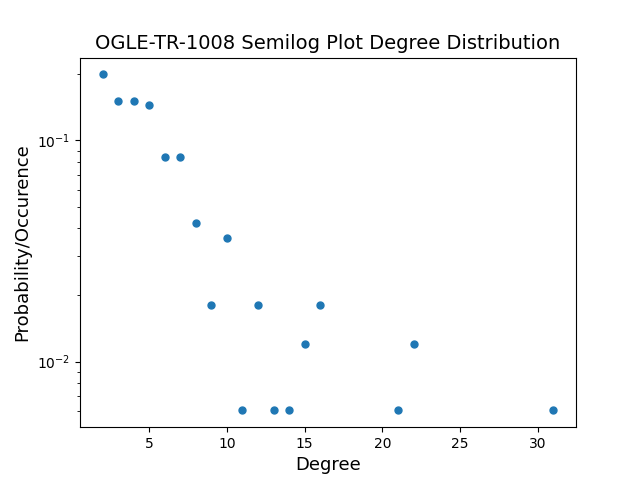 OGLE-TR-1008 Semilog Plot Degree Distribution
Probability/Occurence
10⁻¹
10⁻²
5 10 15 20 25 30
Degree